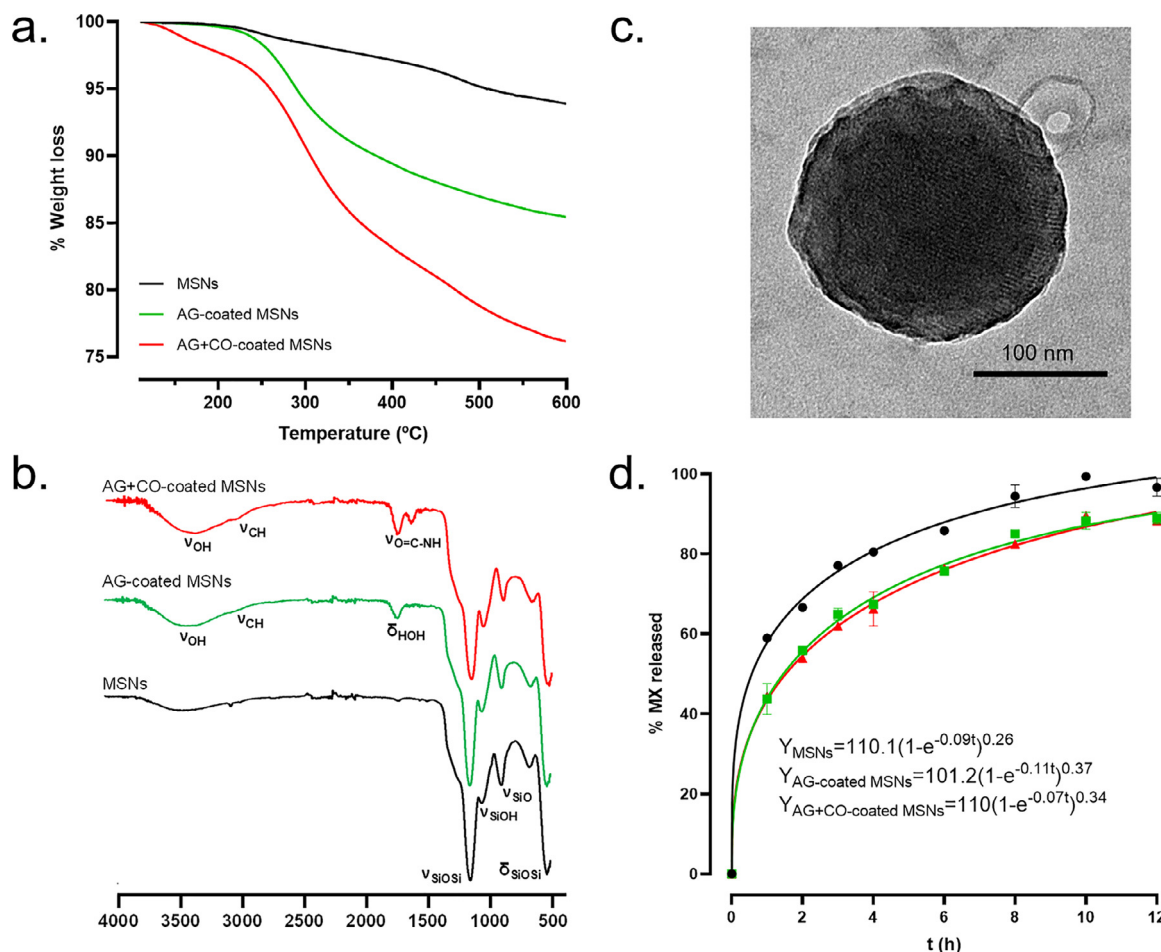 a.
100
95
90
85
80
75
% Weight loss
MSNs
AG-coated MSNs
AG+CO-coated MSNs
200 300 400 500 600
Temperature (ºC)
c.
100 nm
b.
AG+CO-coated MSNs
νOH
νCH
νO=C-NH
AG-coated MSNs
νOH
νCH
δHOH
MSNs
νSiO
νSiOH
νSiOSi
δSiOSi
4000 3500 3000 2500 2000 1500 1000 500
d.
100
80
60
40
20
0
% MX released
YMSNs=110.1(1-e-0.09t)0.26
YAG-coated MSNs=101.2(1-e-0.11t)0.37
YAG+CO-coated MSNs=110(1-e-0.07t)0.34
0 2 4 6 8 10 12
t (h)